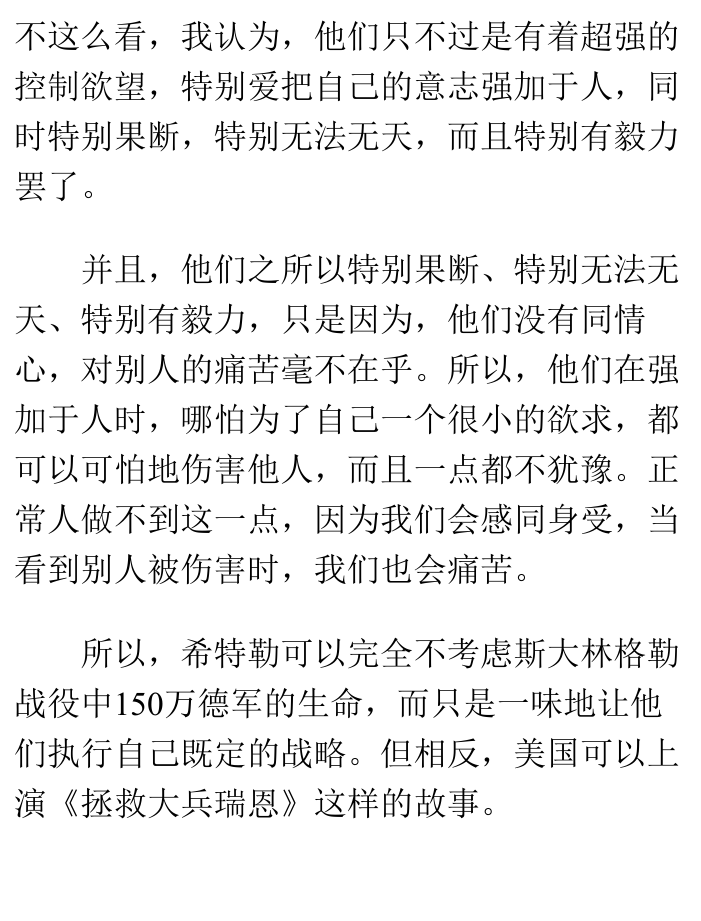 不这么看，我认为，他们只不过是有着超强的
控制欲望，特别爱把自己的意志强加于人，同
时特别果断，特别无法无天，而且特别有毅力
罢了。
并且，他们之所以特别果断、特别无法无
天、特别有毅力，只是因为，他们没有同情
心，对别人的痛苦毫不在乎。所以，他们在强
加于人时，哪怕为了自己一个很小的欲求，都
可以可怕地伤害他人，而且一点都不犹豫。正
常人做不到这一点，因为我们会感同身受，当
看到别人被伤害时，我们也会痛苦。
所以，希特勒可以完全不考虑斯大林格勒
战役中150万德军的生命，而只是一味地让他
们执行自己既定的战略。但相反，美国可以上
演《拯救大兵瑞恩》这样的故事。